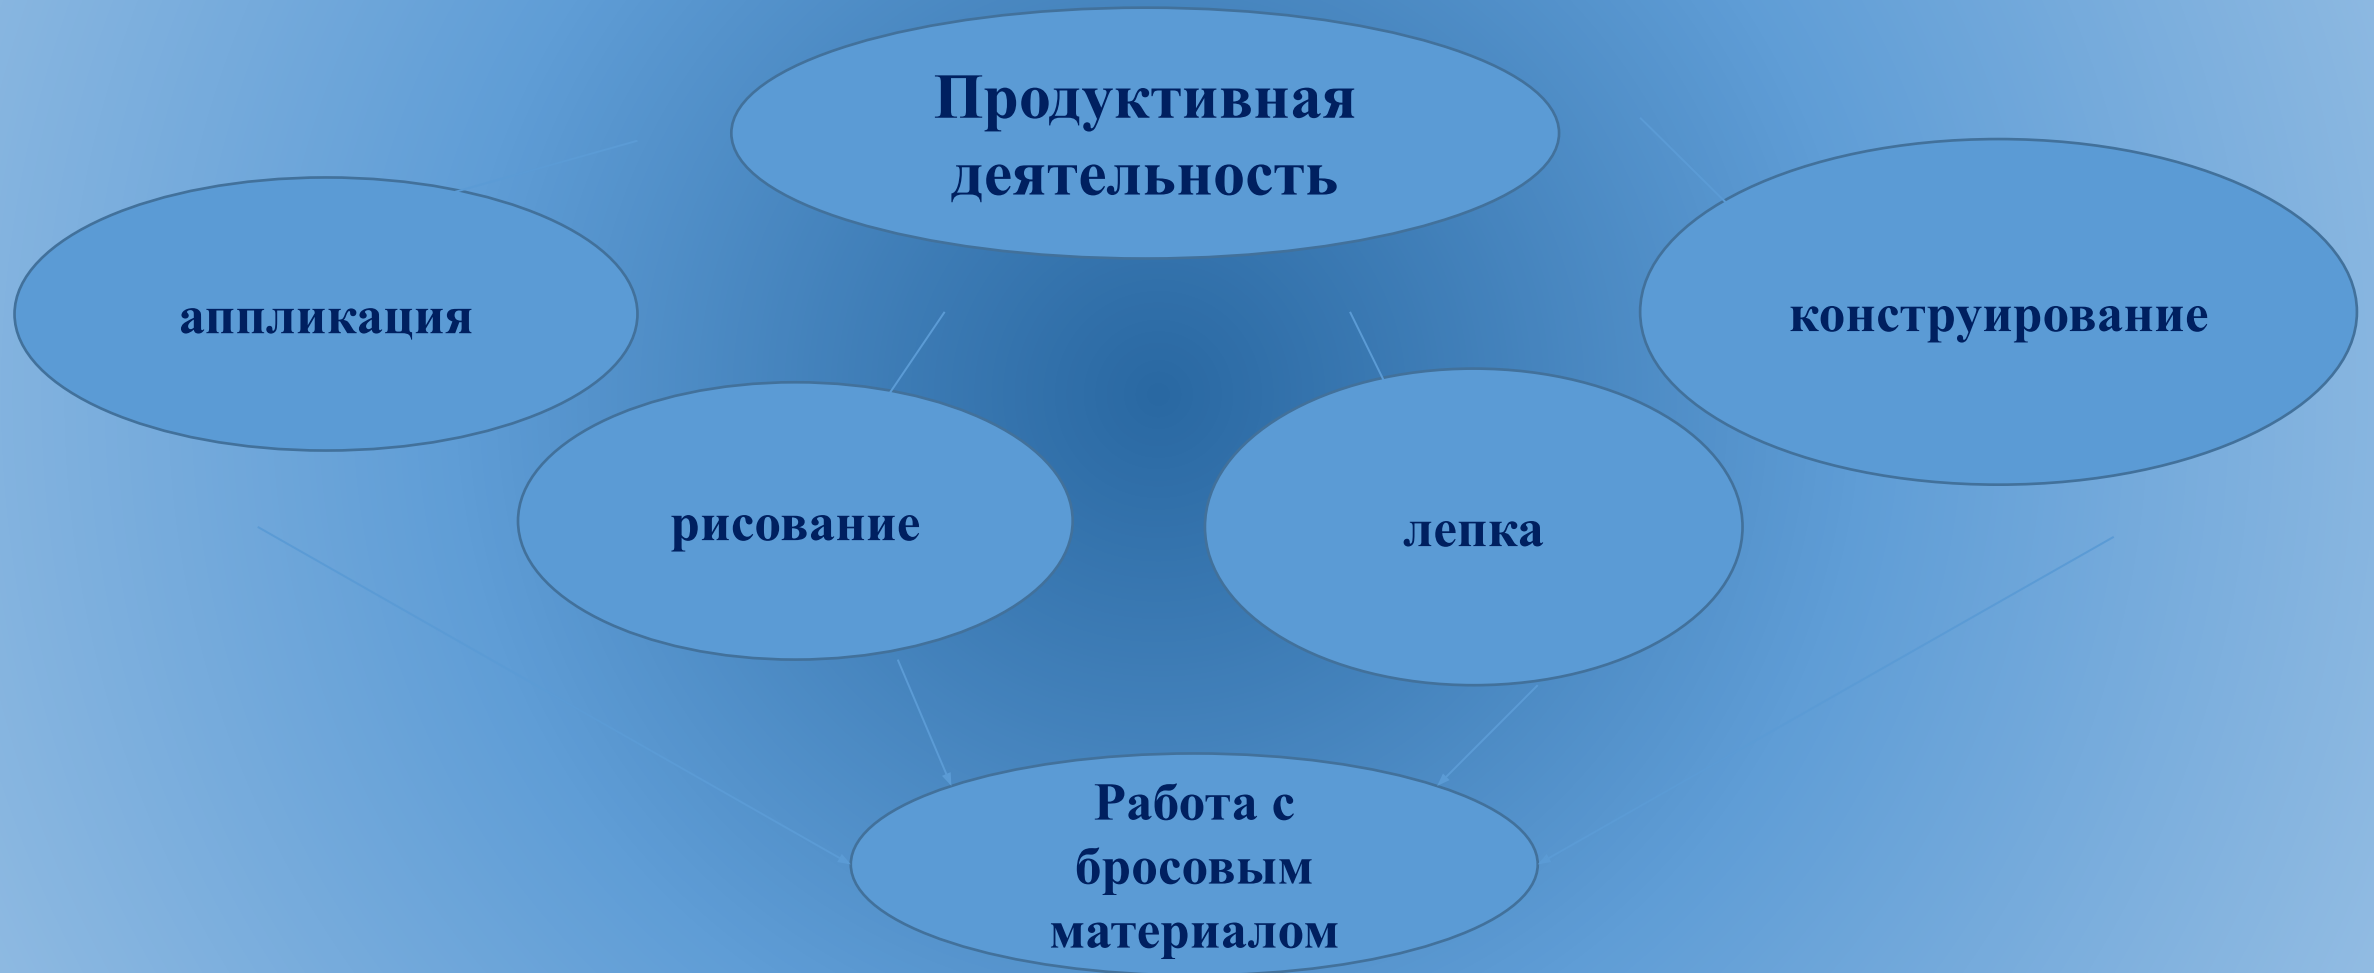 Продуктивная
деятельность
аппликация
конструирование
рисование
лепка
Работа с
бросовым
материалом